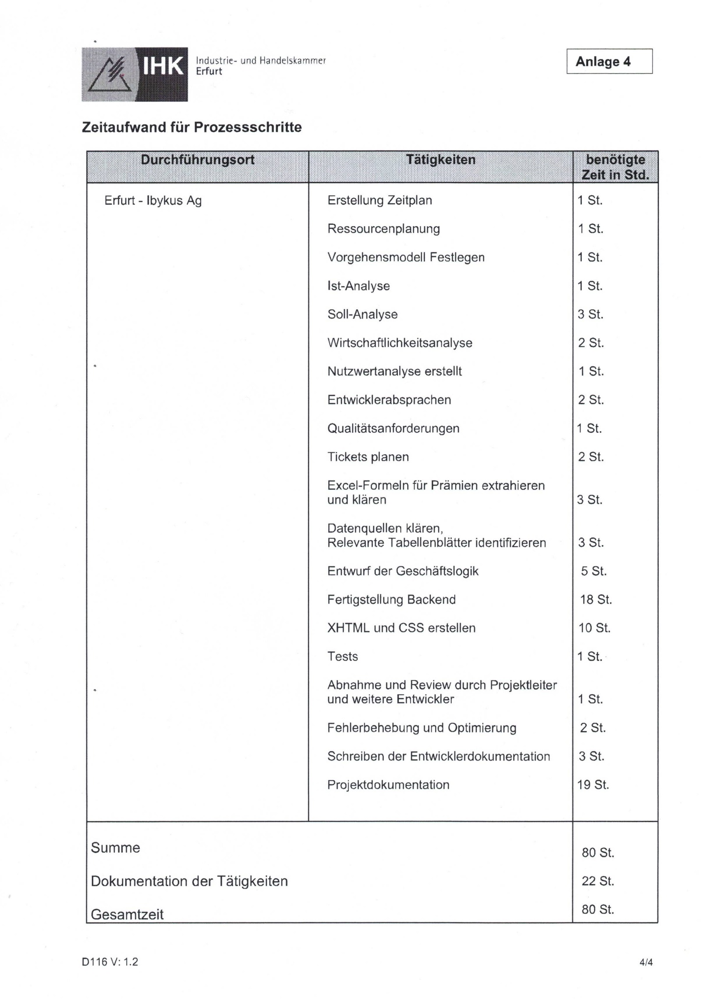 IHK
Industrie- und Handelskammer
Erfurt
Anlage 4
Zeitaufwand für Prozessschritte
Durchführungsort
Tätigkeiten
benötigte
Zeit in Std.
Erfurt - Ibykus Ag
Erstellung Zeitplan 1 St.
Ressourcenplanung 1 St.
Vorgehensmodell Festlegen 1 St.
Ist-Analyse 1 St.
Soll-Analyse 3 St.
Wirtschaftlichkeitsanalyse 2 St.
Nutzwertanalyse erstellt 1 St.
Entwicklerabsprachen 2 St.
Qualitätsanforderungen 1 St.
Tickets planen 2 St.
Excel-Formeln für Prämien extrahieren
und klären 3 St.
Datenquellen klären,
Relevante Tabellenblätter identifizieren 3 St.
Entwurf der Geschäftslogik 5 St.
Fertigstellung Backend 18 St.
XHTML und CSS erstellen 10 St.
Tests 1 St.
Abnahme und Review durch Projektleiter
und weitere Entwickler 1 St.
Fehlerbehebung und Optimierung 2 St.
Schreiben der Entwicklerdokumentation 3 St.
Projektdokumentation 19 St.
Summe 80 St.
Dokumentation der Tätigkeiten 22 St.
Gesamtzeit 80 St.
D116 V: 1.2
4/4